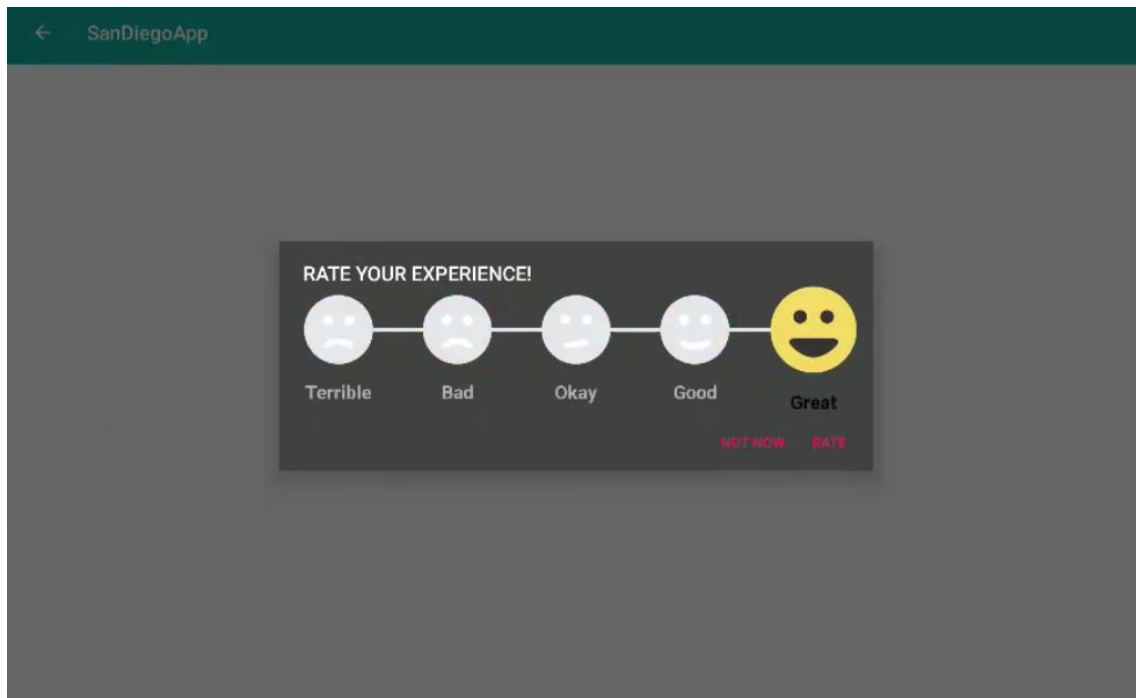 SanDiegoApp
RATE YOUR EXPERIENCE!
Terrible Bad Okay Good Great
NOT NOW RATE